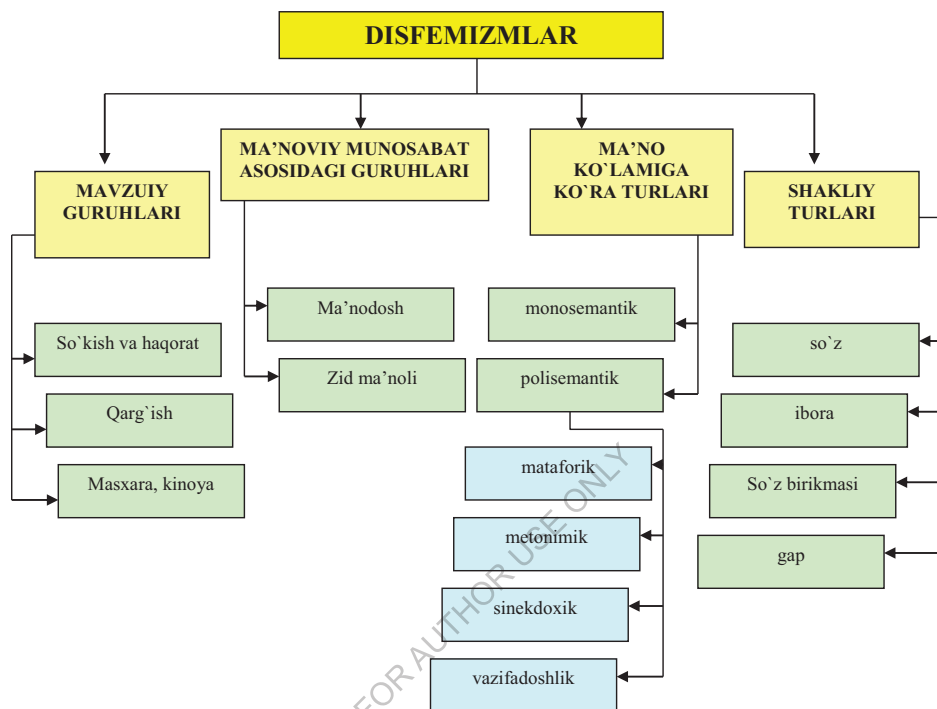 DISFEMIZMLAR
MAVZUIY
GURUHLARI
MA’NOVIY MUNOSABAT
ASOSIDAGI GURUHLARI
MA’NO
KO`LAMIGA
KO`RA TURLARI
SHAKLIY
TURLARI
So`kish va haqorat
Qarg`ish
Masxara, kinoya
Ma’nodosh
Zid ma’noli
monosemantik
polisemantik
mataforik
metonimik
sinekdoxik
vazifadoshlik
so`z
ibora
So`z birikmasi
gap
FOR AUTHOR USE ONLY